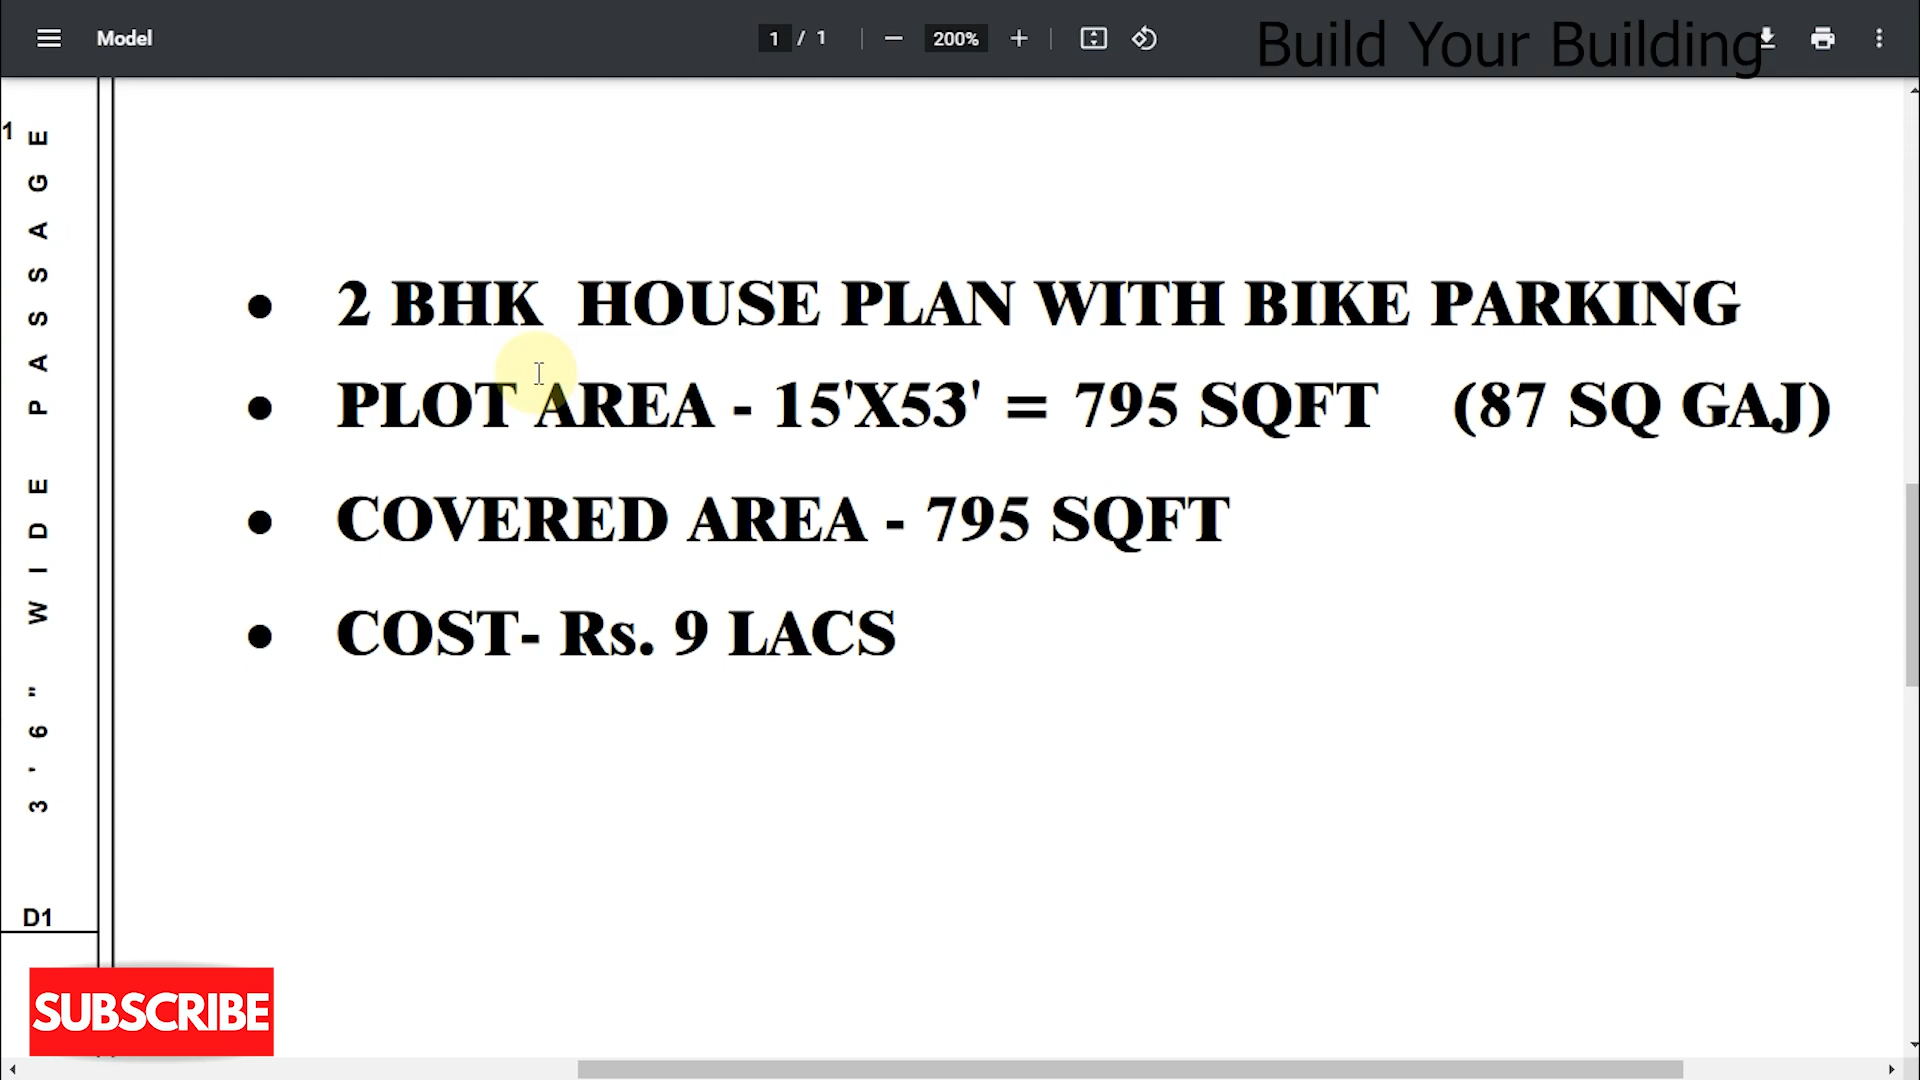 Model
1 / 1
200%
Build Your Building
1
3'6" WIDE PASSAGE
D1
• 2 BHK HOUSE PLAN WITH BIKE PARKING
• PLOT AREA - 15'X53' = 795 SQFT (87 SQ GAJ)
• COVERED AREA - 795 SQFT
• COST- Rs. 9 LACS
SUBSCRIBE